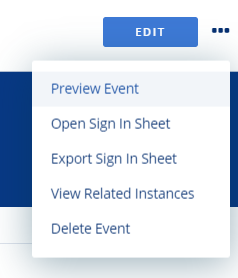 EDIT
Preview Event
Open Sign In Sheet
Export Sign In Sheet
View Related Instances
Delete Event